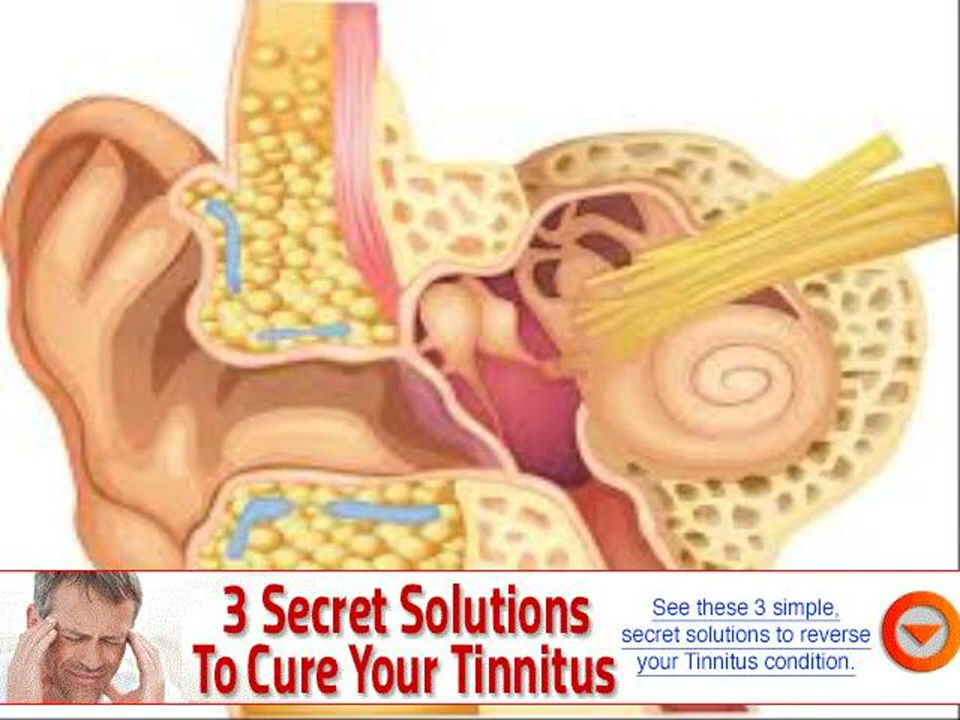 3 Secret Solutions
To Cure Your Tinnitus
See these 3 simple,
secret solutions to reverse
your Tinnitus condition.